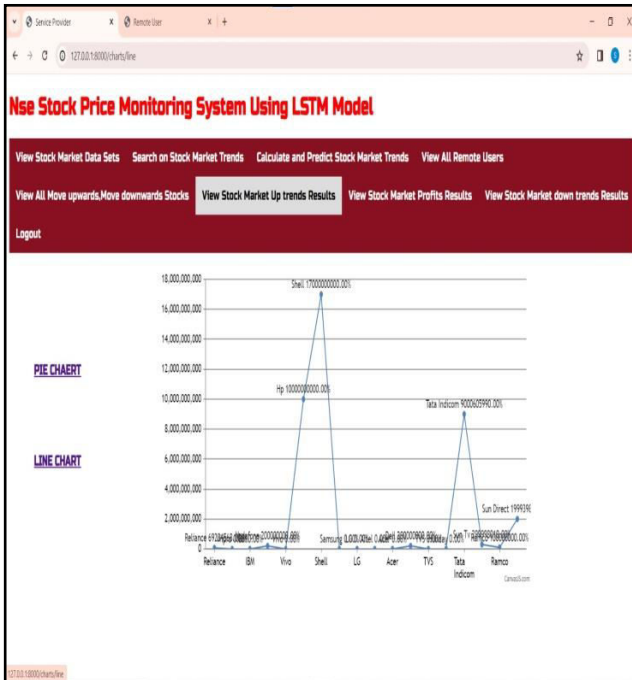 Service Provider X Remote User X +
127.0.0.1:8000/charts/line
Nse Stock Price Monitoring System Using LSTM Model
View Stock Market Data Sets Search on Stock Market Trends Calculate and Predict Stock Market Trends View All Remote Users
View All Move upwards,Move downwards Stocks View Stock Market Up trends Results View Stock Market Profits Results View Stock Market down trends Results
Logout
PIE CHAERT
LINE CHART
18,000,000,000
Shell 17000000000.00%
16,000,000,000
14,000,000,000
12,000,000,000
Hp 10000000000.00%
10,000,000,000
Tata Indicom 9000605990.00%
8,000,000,000
6,000,000,000
4,000,000,000
Sun Direct
2,000,000,000
Reliance Samsung
0
Reliance IBM Vivo Shell LG Acer TVS Tata Indicom Ramco
CanvasJS.com
127.0.0.1:8000/charts/line